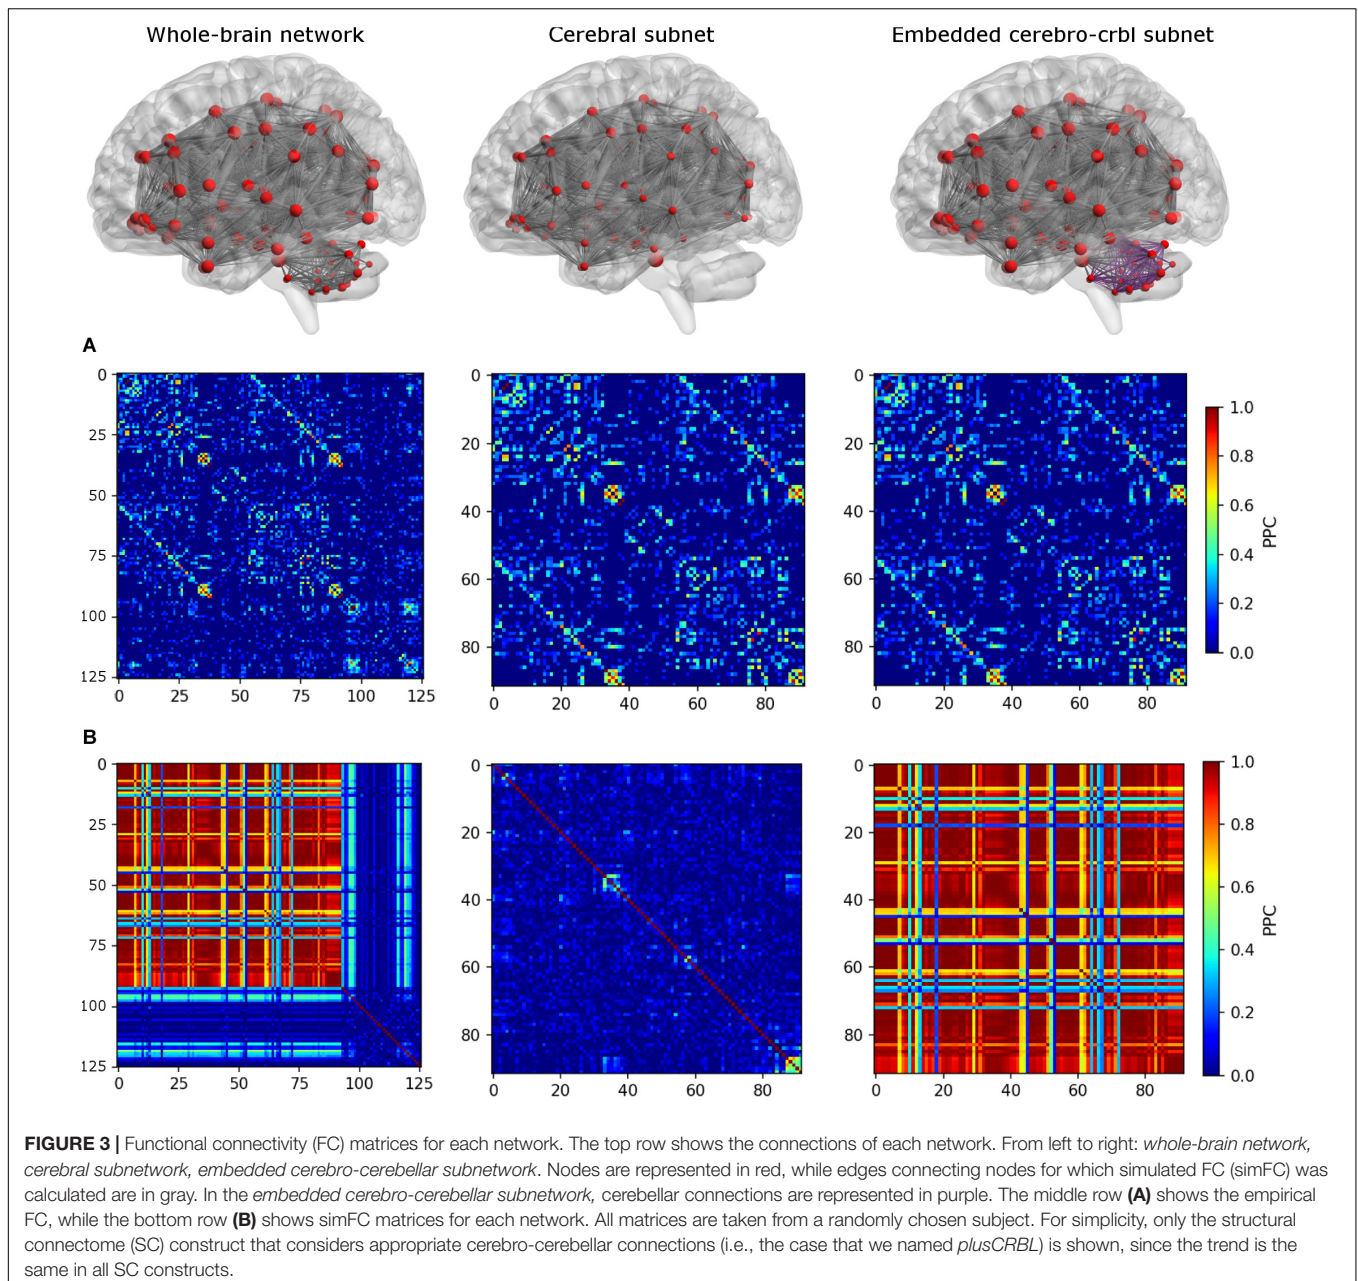 Whole-brain network
Cerebral subnet
Embedded cerebro-crbl subnet
A
0
25
50
75
100
125
0 25 50 75 100 125
0
20
40
60
80
0 20 40 60 80
0
20
40
60
80
0 20 40 60 80
1.0
0.8
0.6
0.4
0.2
0.0
PPC
B
0
25
50
75
100
125
0 25 50 75 100 125
0
20
40
60
80
0 20 40 60 80
0
20
40
60
80
0 20 40 60 80
1.0
0.8
0.6
0.4
0.2
0.0
PPC
FIGURE 3 | Functional connectivity (FC) matrices for each network. The top row shows the connections of each network. From left to right: whole-brain network,
cerebral subnetwork, embedded cerebro-cerebellar subnetwork. Nodes are represented in red, while edges connecting nodes for which simulated FC (simFC) was
calculated are in gray. In the embedded cerebro-cerebellar subnetwork, cerebellar connections are represented in purple. The middle row (A) shows the empirical
FC, while the bottom row (B) shows simFC matrices for each network. All matrices are taken from a randomly chosen subject. For simplicity, only the structural
connectome (SC) construct that considers appropriate cerebro-cerebellar connections (i.e., the case that we named plusCRBL) is shown, since the trend is the
same in all SC constructs.